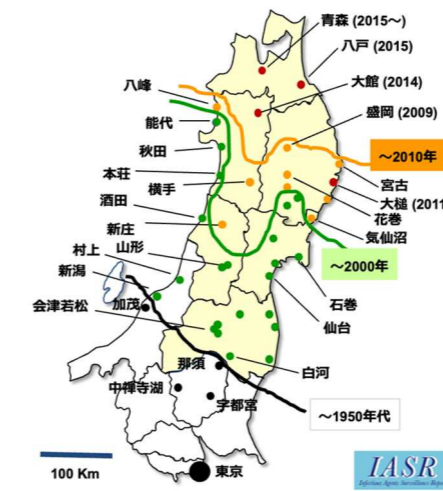 青森 (2015～)
八戸 (2015)
大館 (2014)
八峰
盛岡 (2009)
能代
～2010年
秋田
宮古
本荘
横手
大槌 (2011
花巻
酒田
気仙沼
新庄
～2000年
村上
山形
新潟
石巻
会津若松
加茂
仙台
那須
白河
中禅寺湖
宇都宮
～1950年代
100 Km
東京
IASR
Infectious Agents Surveillance Repo